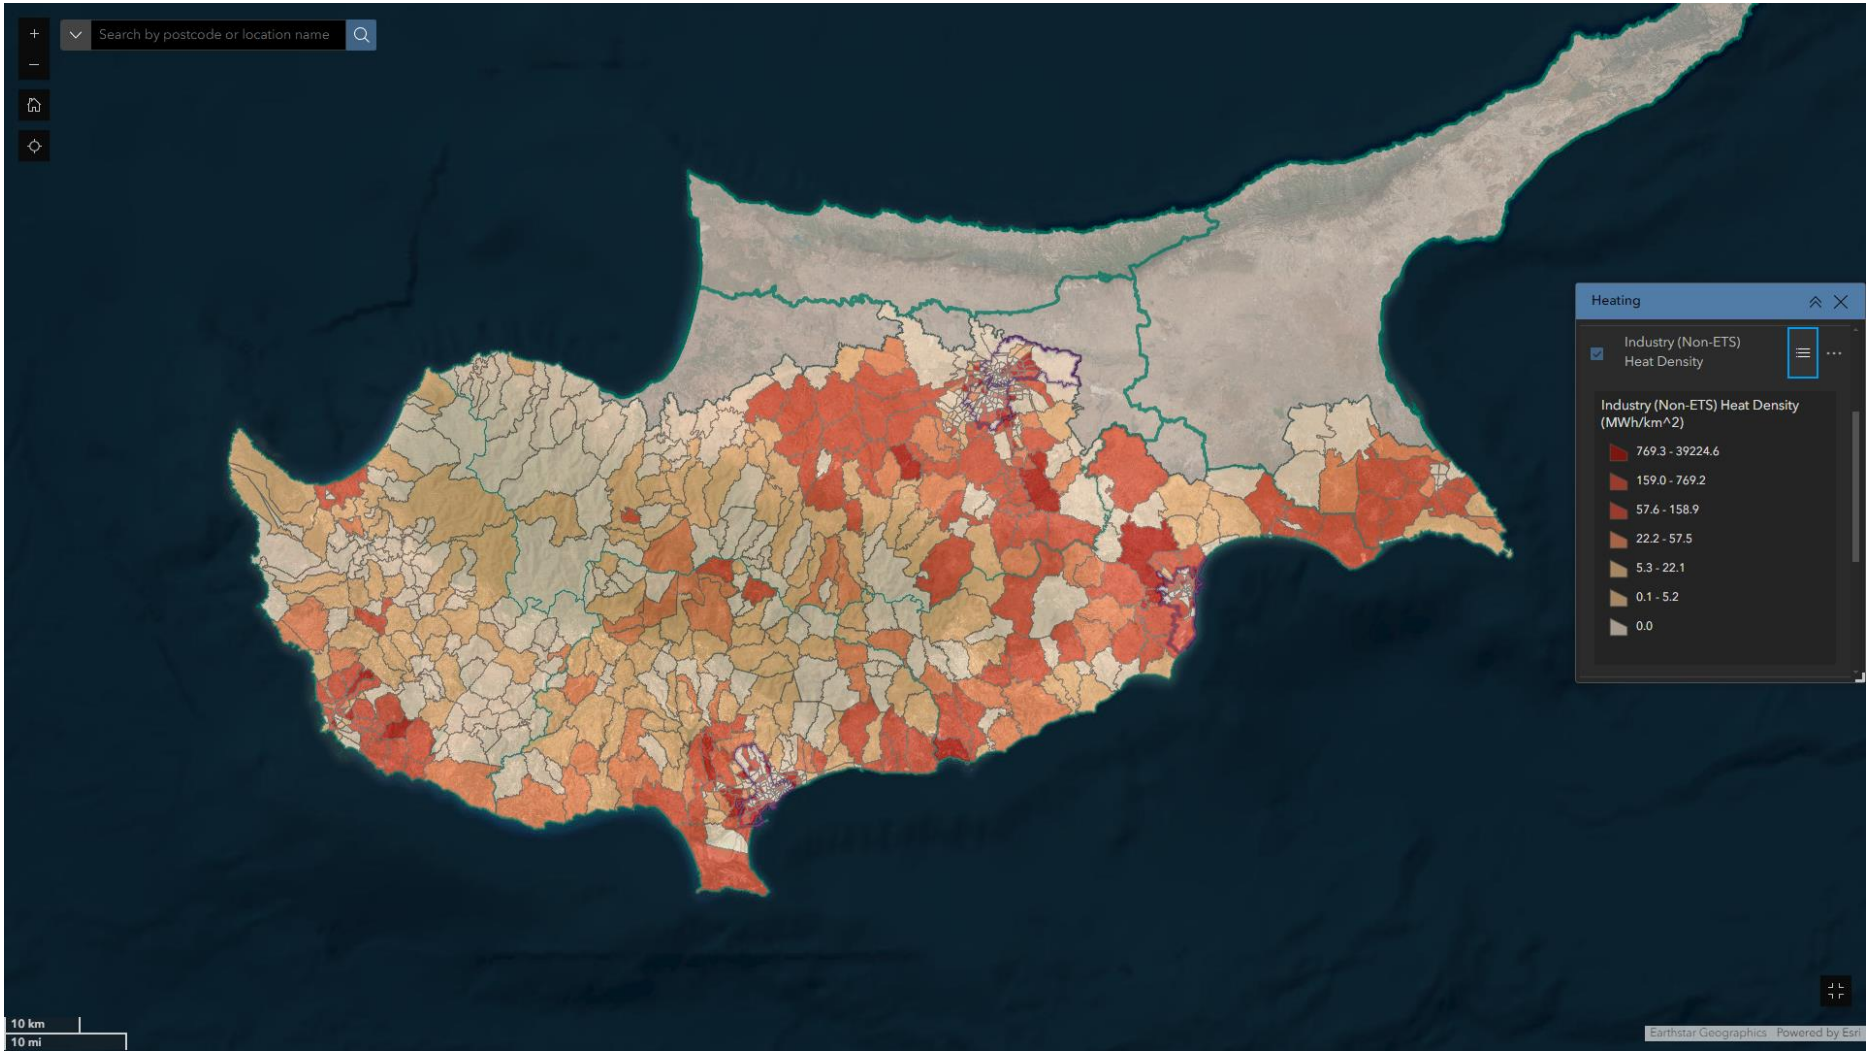 +
Search by postcode or location name
−
Heating
Industry (Non-ETS)
Heat Density
Industry (Non-ETS) Heat Density
(MWh/km^2)
769.3 - 39224.6
159.0 - 769.2
57.6 - 158.9
22.2 - 57.5
5.3 - 22.1
0.1 - 5.2
0.0
10 km
10 mi
Earthstar Geographics Powered by Esri